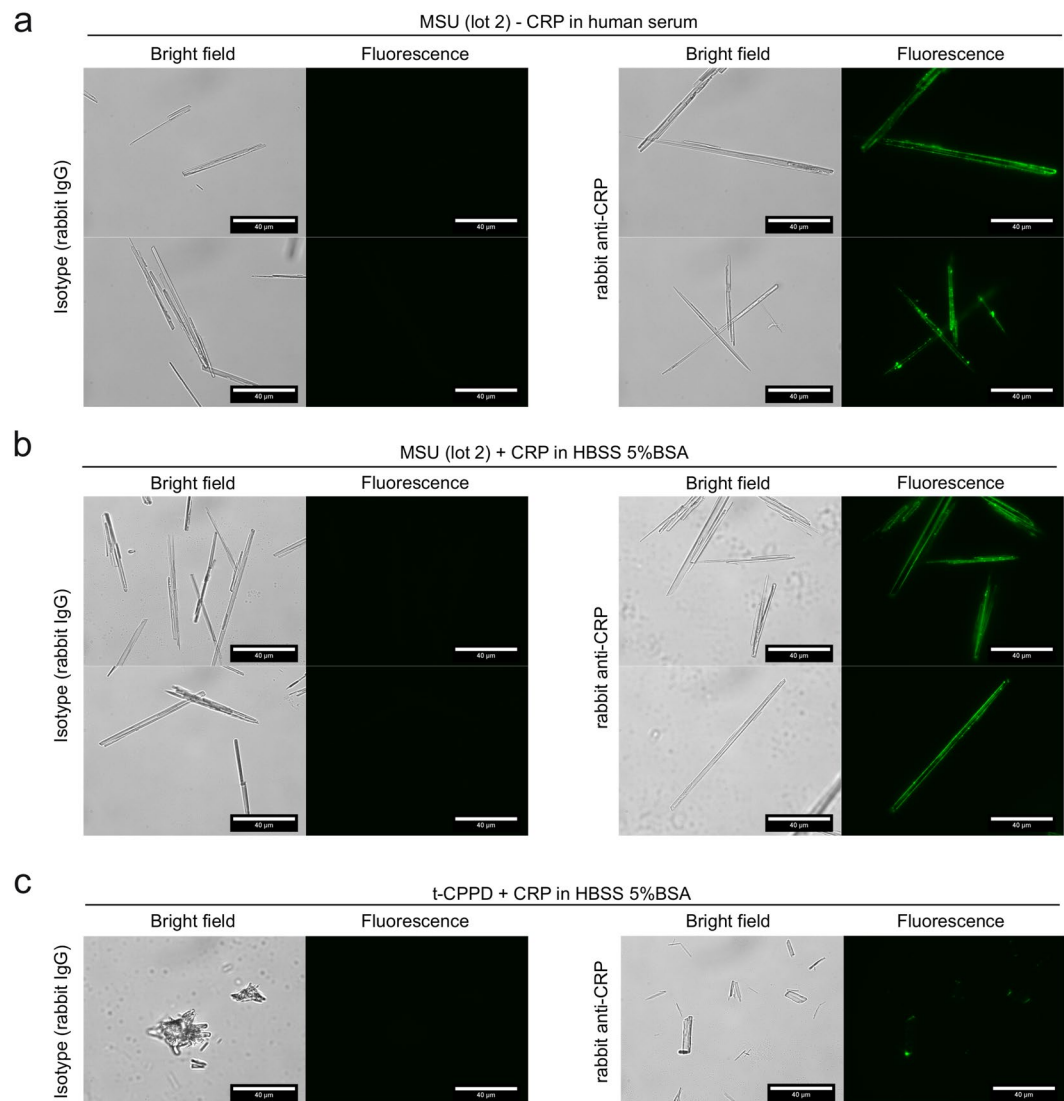 a
MSU (lot 2) - CRP in human serum
Bright field Fluorescence Bright field Fluorescence
Isotype (rabbit IgG)
rabbit anti-CRP
40 µm 40 µm 40 µm 40 µm
40 µm 40 µm 40 µm 40 µm
b
MSU (lot 2) + CRP in HBSS 5%BSA
Bright field Fluorescence Bright field Fluorescence
Isotype (rabbit IgG)
rabbit anti-CRP
40 µm 40 µm 40 µm 40 µm
40 µm 40 µm 40 µm 40 µm
c
t-CPPD + CRP in HBSS 5%BSA
Bright field Fluorescence Bright field Fluorescence
Isotype (rabbit IgG)
rabbit anti-CRP
40 µm 40 µm 40 µm 40 µm